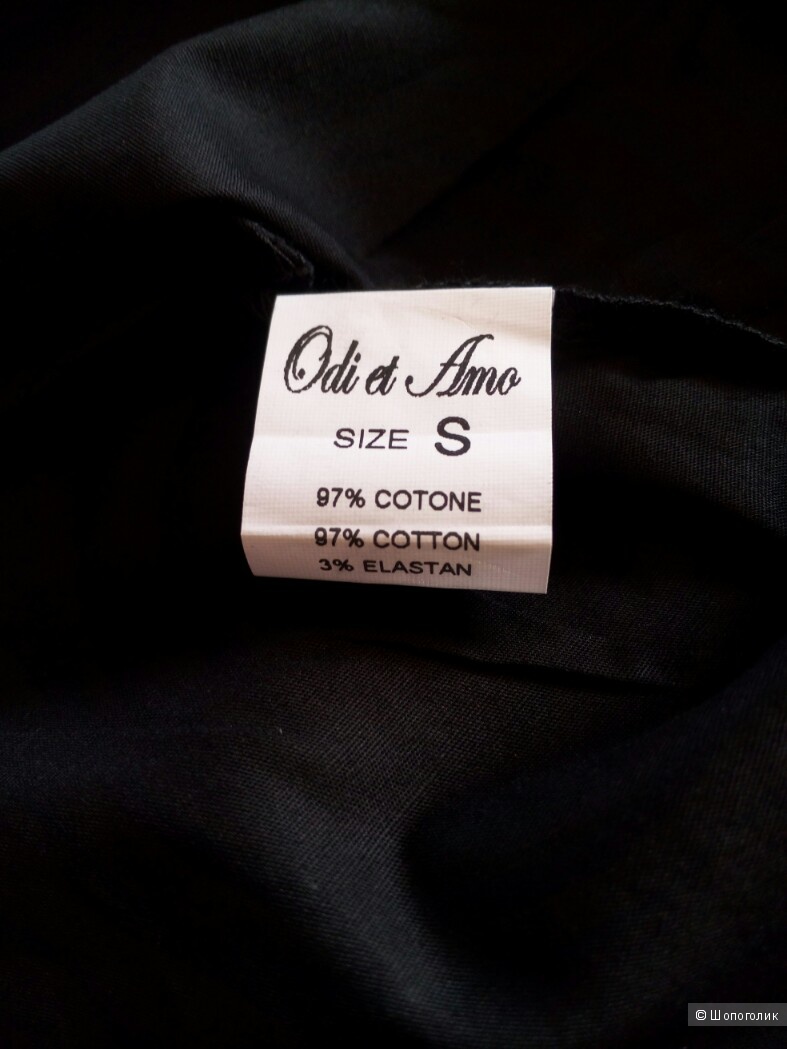 Odi et Amo
SIZE S
97% COTONE
97% COTTON
3% ELASTAN
© Шопоголик